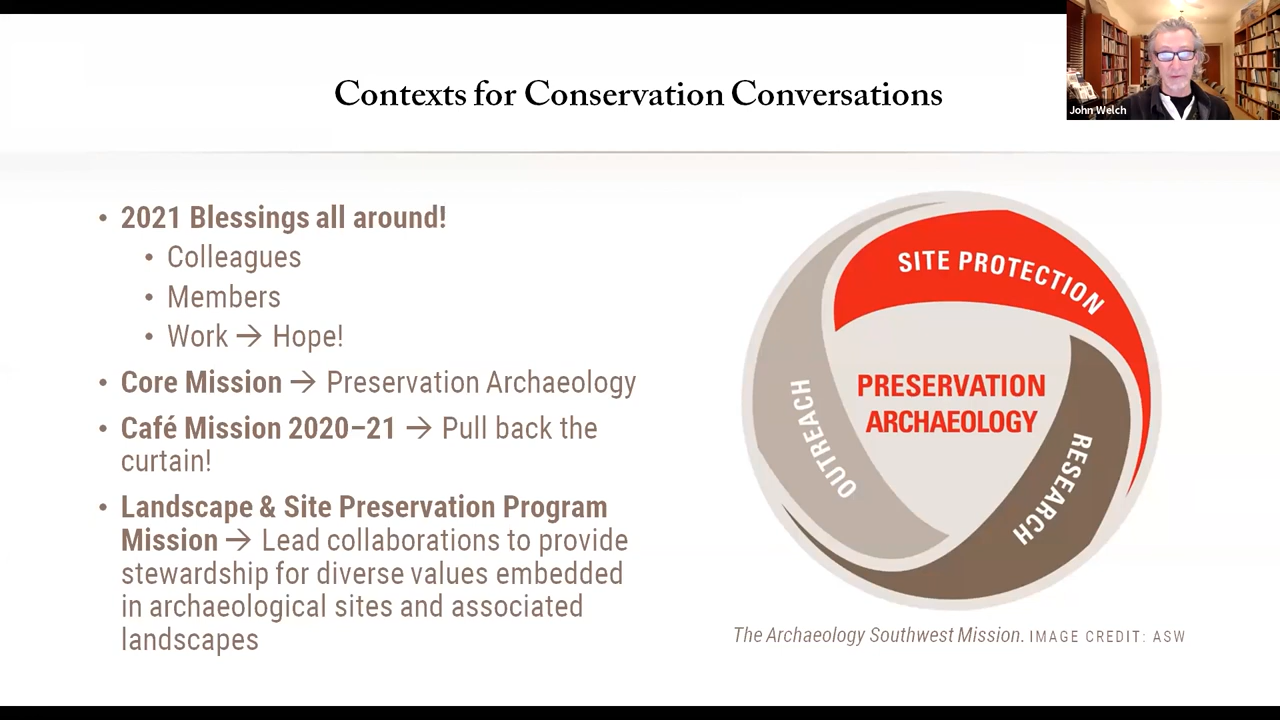 Contexts for Conservation Conversations
John Welch
• 2021 Blessings all around!
• Colleagues
• Members
• Work → Hope!
• Core Mission → Preservation Archaeology
• Café Mission 2020–21 → Pull back the
curtain!
• Landscape & Site Preservation Program
Mission → Lead collaborations to provide
stewardship for diverse values embedded
in archaeological sites and associated
landscapes
SITE PROTECTION
PRESERVATION
ARCHAEOLOGY
OUTREACH
RESEARCH
The Archaeology Southwest Mission. IMAGE CREDIT: ASW